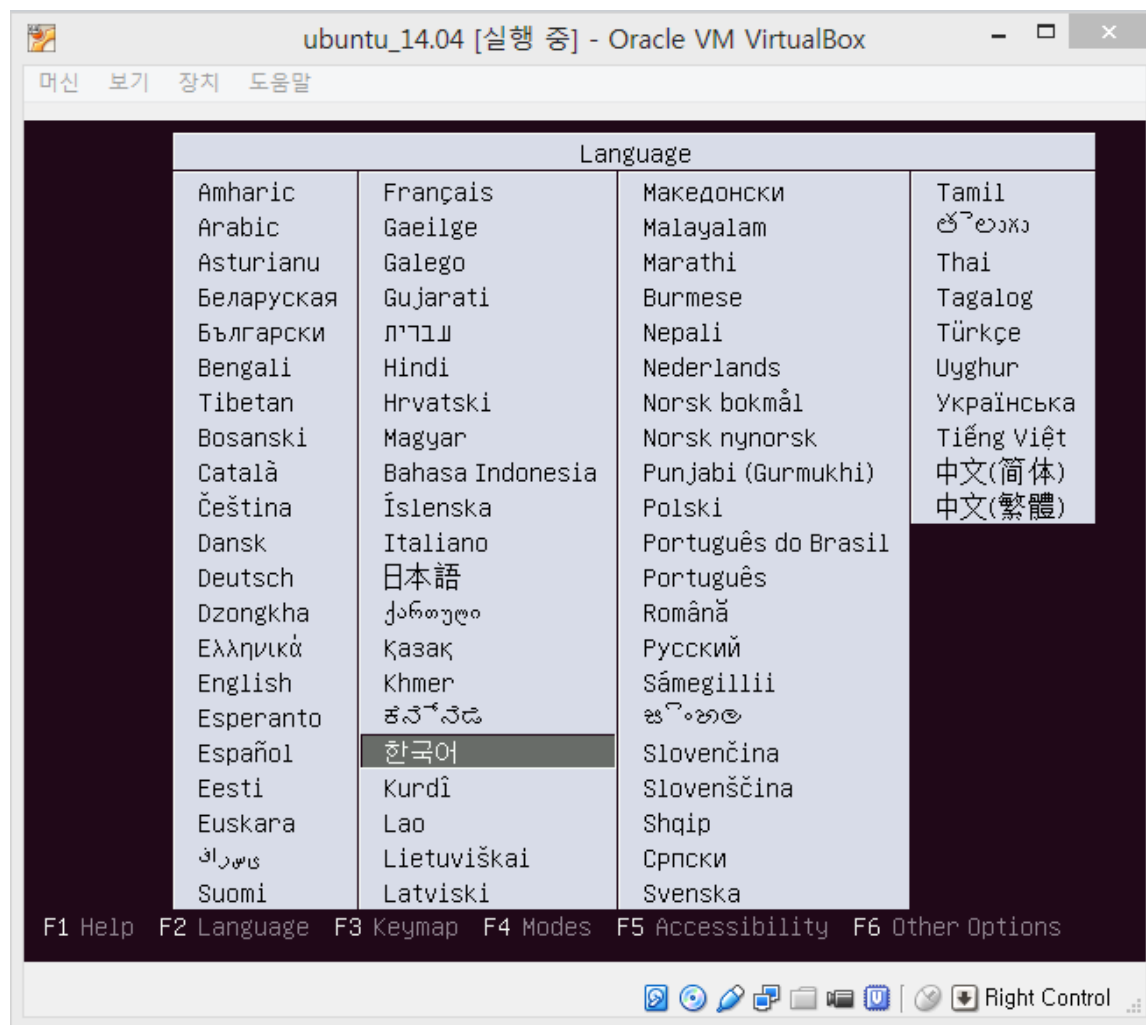 ubuntu_14.04 [실행 중] - Oracle VM VirtualBox
머신 보기 장치 도움말
Language
Amharic
Arabic
Asturianu
Беларуская
Български
Bengali
Tibetan
Bosanski
Català
Čeština
Dansk
Deutsch
Dzongkha
Ελληνικά
English
Esperanto
Español
Eesti
Euskara
ﻰﺳﺭﺎﻓ
Suomi
Français
Gaeilge
Galego
Gujarati
עברית
Hindi
Hrvatski
Magyar
Bahasa Indonesia
Íslenska
Italiano
日本語
ქართული
Қазақ
Khmer
한국어
Kurdî
Lao
Lietuviškai
Latviski
Македонски
Malayalam
Marathi
Burmese
Nepali
Nederlands
Norsk bokmål
Norsk nynorsk
Punjabi (Gurmukhi)
Polski
Português do Brasil
Português
Română
Русский
Sámegillii
Slovenčina
Slovenščina
Shqip
Српски
Svenska
Tamil
Thai
Tagalog
Türkçe
Uyghur
Українська
Tiếng Việt
中文(简体)
中文(繁體)
F1 Help F2 Language F3 Keymap F4 Modes F5 Accessibility F6 Other Options
Right Control